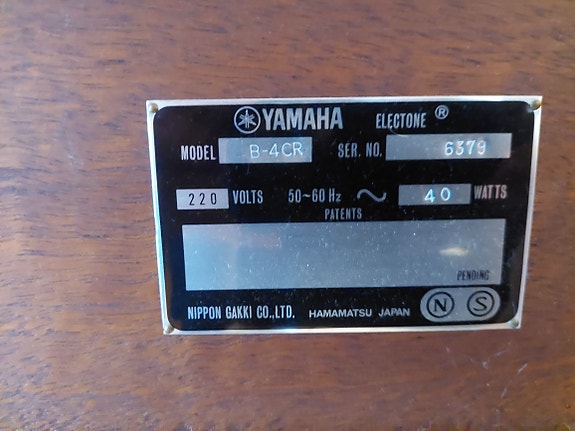 YAMAHA ELECTONE ®
MODEL B-4CR SER. NO. 6379
220 VOLTS 50~60 Hz ~ 40 WATTS
PATENTS
PENDING
NIPPON GAKKI CO.,LTD. HAMAMATSU JAPAN N S